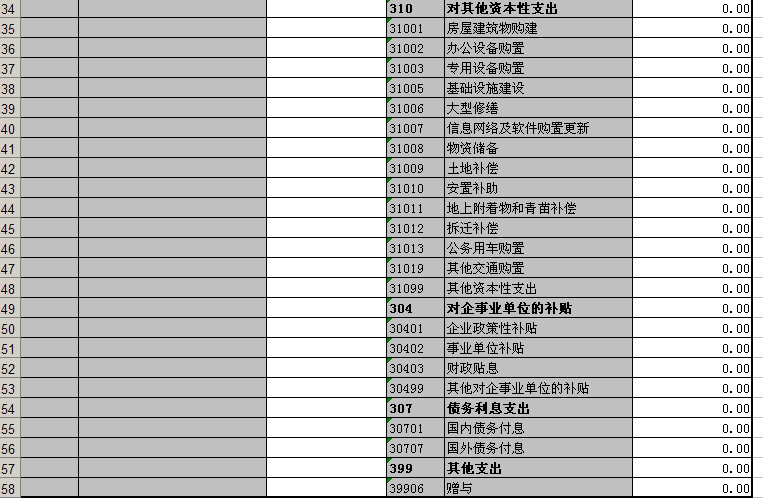 34 310 对其他资本性支出 0.00
35 31001 房屋建筑物购建 0.00
36 31002 办公设备购置 0.00
37 31003 专用设备购置 0.00
38 31005 基础设施建设 0.00
39 31006 大型修缮 0.00
40 31007 信息网络及软件购置更新 0.00
41 31008 物资储备 0.00
42 31009 土地补偿 0.00
43 31010 安置补助 0.00
44 31011 地上附着物和青苗补偿 0.00
45 31012 拆迁补偿 0.00
46 31013 公务用车购置 0.00
47 31019 其他交通购置 0.00
48 31099 其他资本性支出 0.00
49 304 对企事业单位的补贴 0.00
50 30401 企业政策性补贴 0.00
51 30402 事业单位补贴 0.00
52 30403 财政贴息 0.00
53 30499 其他对企事业单位的补贴 0.00
54 307 债务利息支出 0.00
55 30701 国内债务付息 0.00
56 30707 国外债务付息 0.00
57 399 其他支出 0.00
58 39906 赠与 0.00